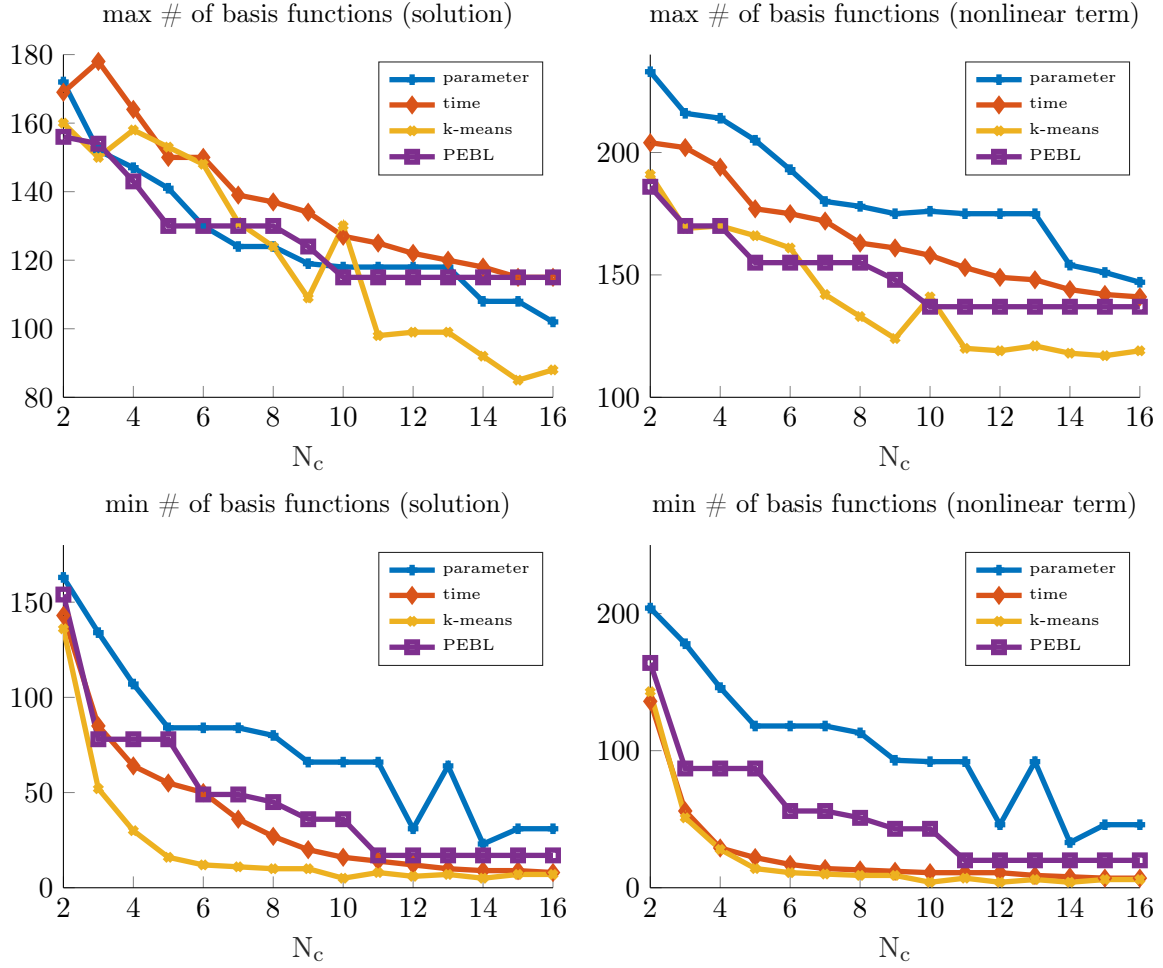 max # of basis functions (solution)
180
160
140
120
100
80
2 4 6 8 10 12 14 16
N_c
parameter
time
k-means
PEBL
max # of basis functions (nonlinear term)
200
150
100
2 4 6 8 10 12 14 16
N_c
parameter
time
k-means
PEBL
min # of basis functions (solution)
150
100
50
0
2 4 6 8 10 12 14 16
N_c
parameter
time
k-means
PEBL
min # of basis functions (nonlinear term)
200
100
0
2 4 6 8 10 12 14 16
N_c
parameter
time
k-means
PEBL